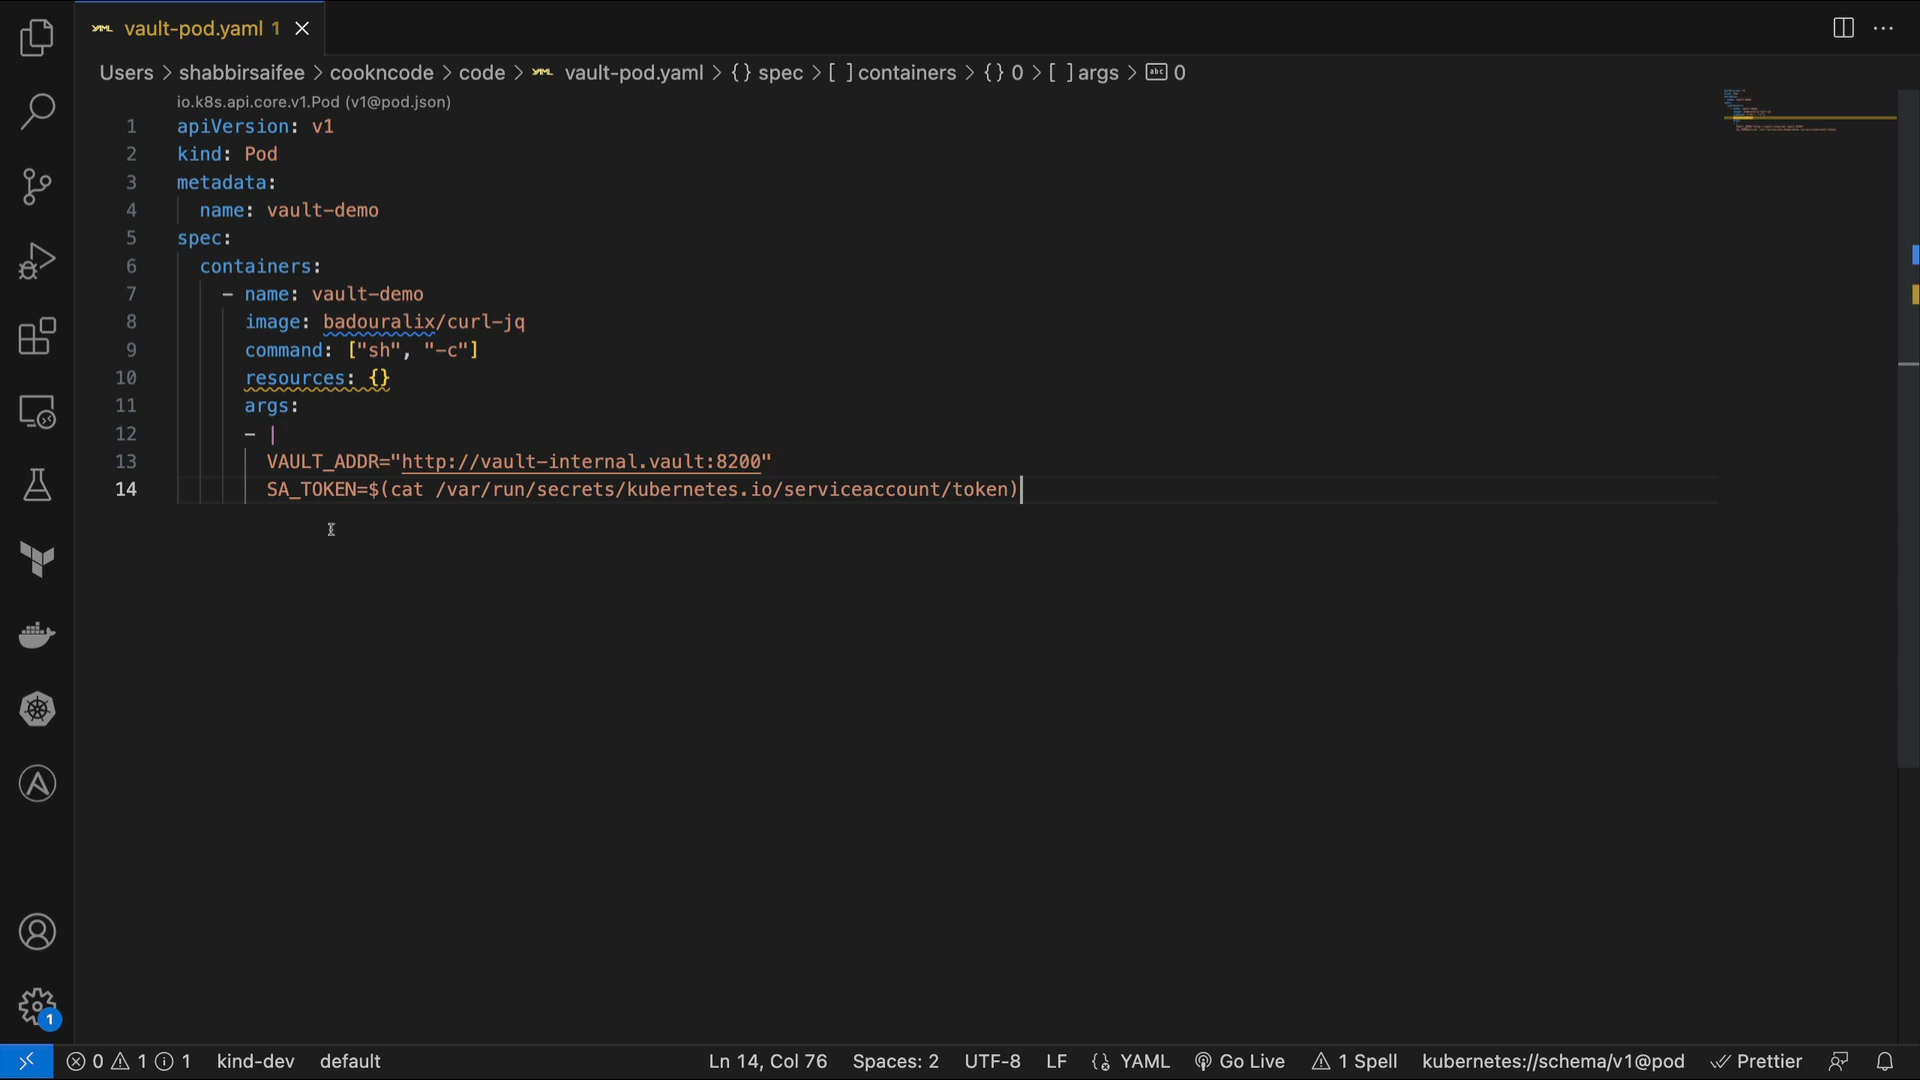 vault-pod.yaml 1
Users > shabbirsaifee > cookncode > code > vault-pod.yaml > {} spec > [ ] containers > {} 0 > [ ] args > abc 0
io.k8s.api.core.v1.Pod (v1@pod.json)
1 apiVersion: v1
2 kind: Pod
3 metadata:
4   name: vault-demo
5 spec:
6   containers:
7     - name: vault-demo
8       image: badouralix/curl-jq
9       command: ["sh", "-c"]
10       resources: {}
11       args:
12       - |
13         VAULT_ADDR="http://vault-internal.vault:8200"
14         SA_TOKEN=$(cat /var/run/secrets/kubernetes.io/serviceaccount/token)
1
0 1 1 kind-dev default Ln 14, Col 76 Spaces: 2 UTF-8 LF {} YAML Go Live 1 Spell kubernetes://schema/v1@pod Prettier